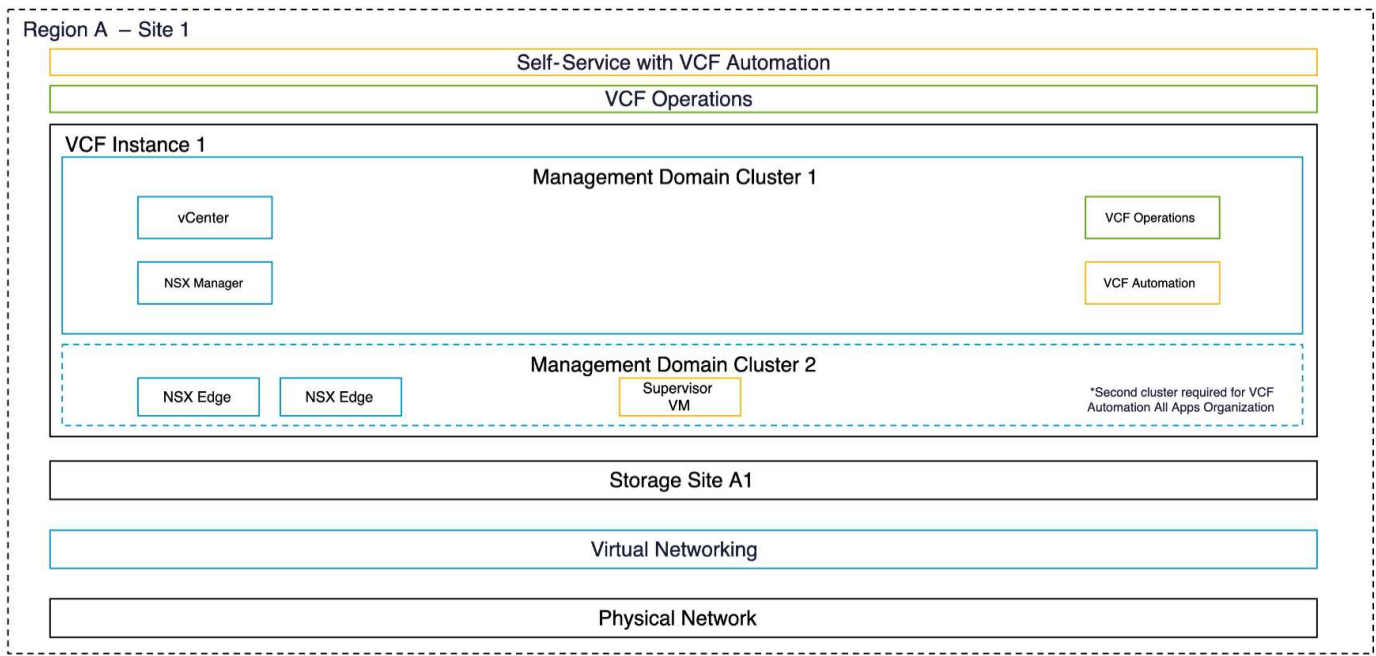 Region A – Site 1
Self-Service with VCF Automation
VCF Operations
VCF Instance 1
Management Domain Cluster 1
vCenter
VCF Operations
NSX Manager
VCF Automation
Management Domain Cluster 2
NSX Edge
NSX Edge
Supervisor
VM
*Second cluster required for VCF
Automation All Apps Organization
Storage Site A1
Virtual Networking
Physical Network